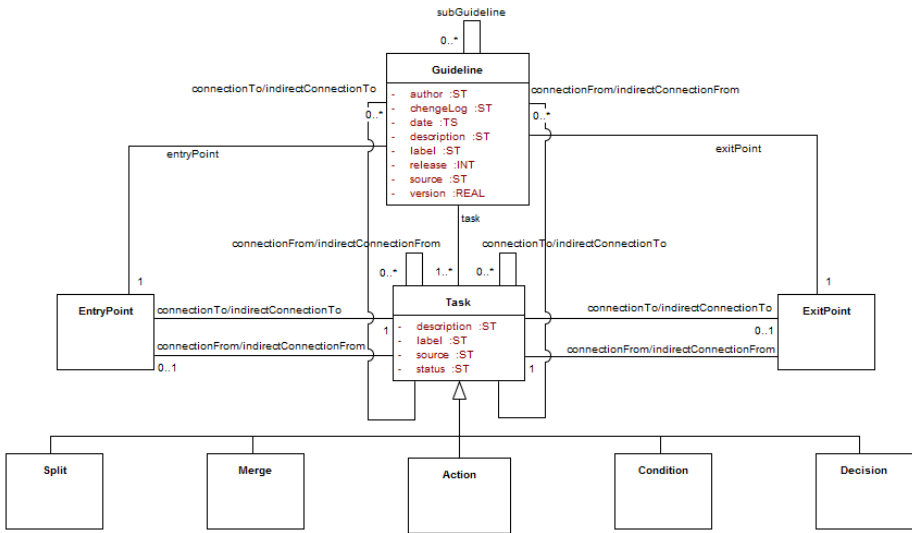 subGuideline
0..*
Guideline
connectionTo/indirectConnectionTo
connectionFrom/indirectConnectionFrom
- author :ST
0..*
0..*
- chengeLog :ST
- date :TS
- description :ST
- label :ST
- release :INT
- source :ST
- version :REAL
entryPoint
exitPoint
task
connectionFrom/indirectConnectionFrom
connectionTo/indirectConnectionTo
0..*
1..*
0..*
1
1
EntryPoint
connectionTo/indirectConnectionTo
1
connectionFrom/indirectConnectionFrom
0..1
Task
- description :ST
- label :ST
- source :ST
- status :ST
connectionTo/indirectConnectionTo
0..1
connectionFrom/indirectConnectionFrom
1
ExitPoint
Split
Merge
Action
Condition
Decision